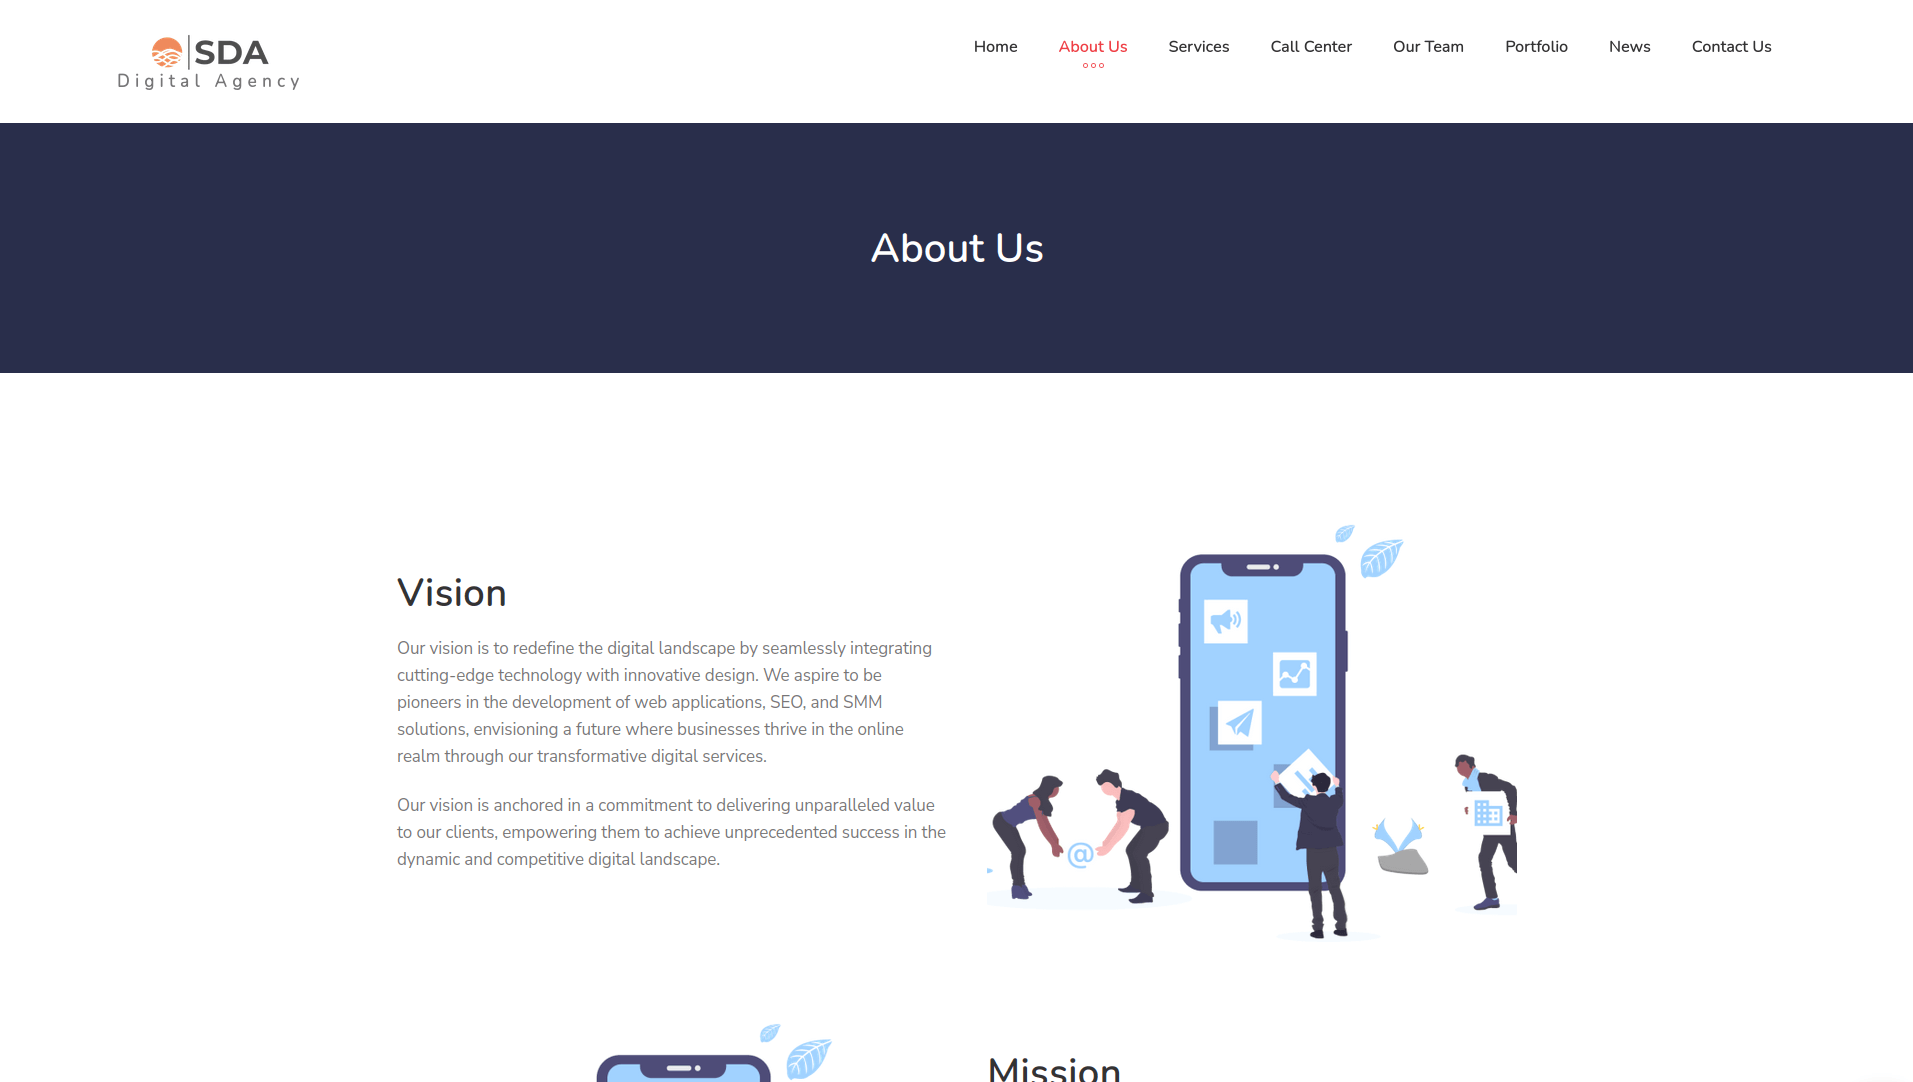 SDA
Digital Agency
Home About Us Services Call Center Our Team Portfolio News Contact Us
About Us
Vision
Our vision is to redefine the digital landscape by seamlessly integrating
cutting-edge technology with innovative design. We aspire to be
pioneers in the development of web applications, SEO, and SMM
solutions, envisioning a future where businesses thrive in the online
realm through our transformative digital services.
Our vision is anchored in a commitment to delivering unparalleled value
to our clients, empowering them to achieve unprecedented success in the
dynamic and competitive digital landscape.
@
Mission